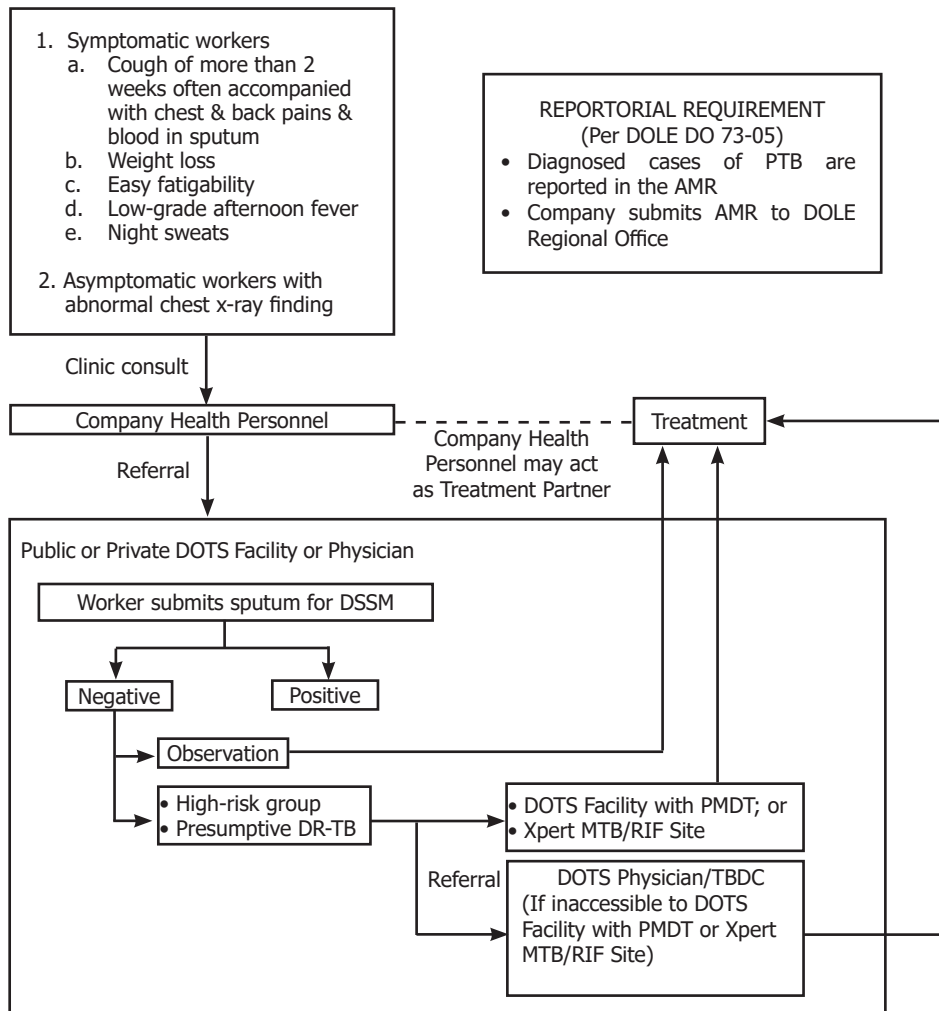 1. Symptomatic workers
a. Cough of more than 2
weeks often accompanied
with chest & back pains &
blood in sputum
b. Weight loss
c. Easy fatigability
d. Low-grade afternoon fever
e. Night sweats
2. Asymptomatic workers with
abnormal chest x-ray finding
REPORTORIAL REQUIREMENT
(Per DOLE DO 73-05)
• Diagnosed cases of PTB are
reported in the AMR
• Company submits AMR to DOLE
Regional Office
Clinic consult
Company Health Personnel
Treatment
Company Health
Personnel may act
as Treatment Partner
Referral
Public or Private DOTS Facility or Physician
Worker submits sputum for DSSM
Negative
Positive
Observation
• High-risk group
• Presumptive DR-TB
• DOTS Facility with PMDT; or
• Xpert MTB/RIF Site
Referral
DOTS Physician/TBDC
(If inaccessible to DOTS
Facility with PMDT or Xpert
MTB/RIF Site)